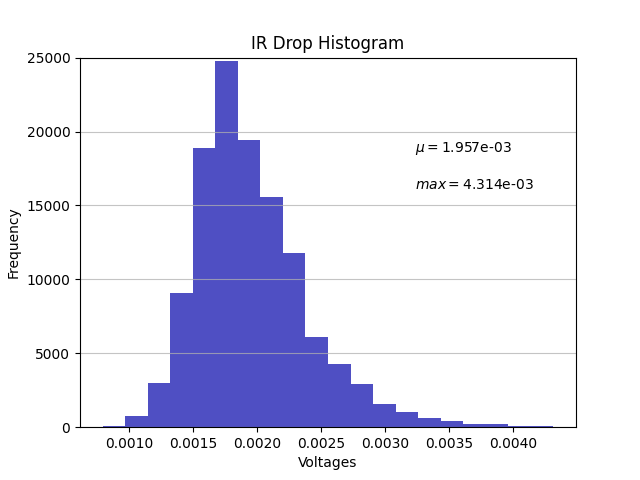 IR Drop Histogram
25000
20000
15000
10000
5000
0
Frequency
μ = 1.957e-03
max = 4.314e-03
0.0010 0.0015 0.0020 0.0025 0.0030 0.0035 0.0040
Voltages